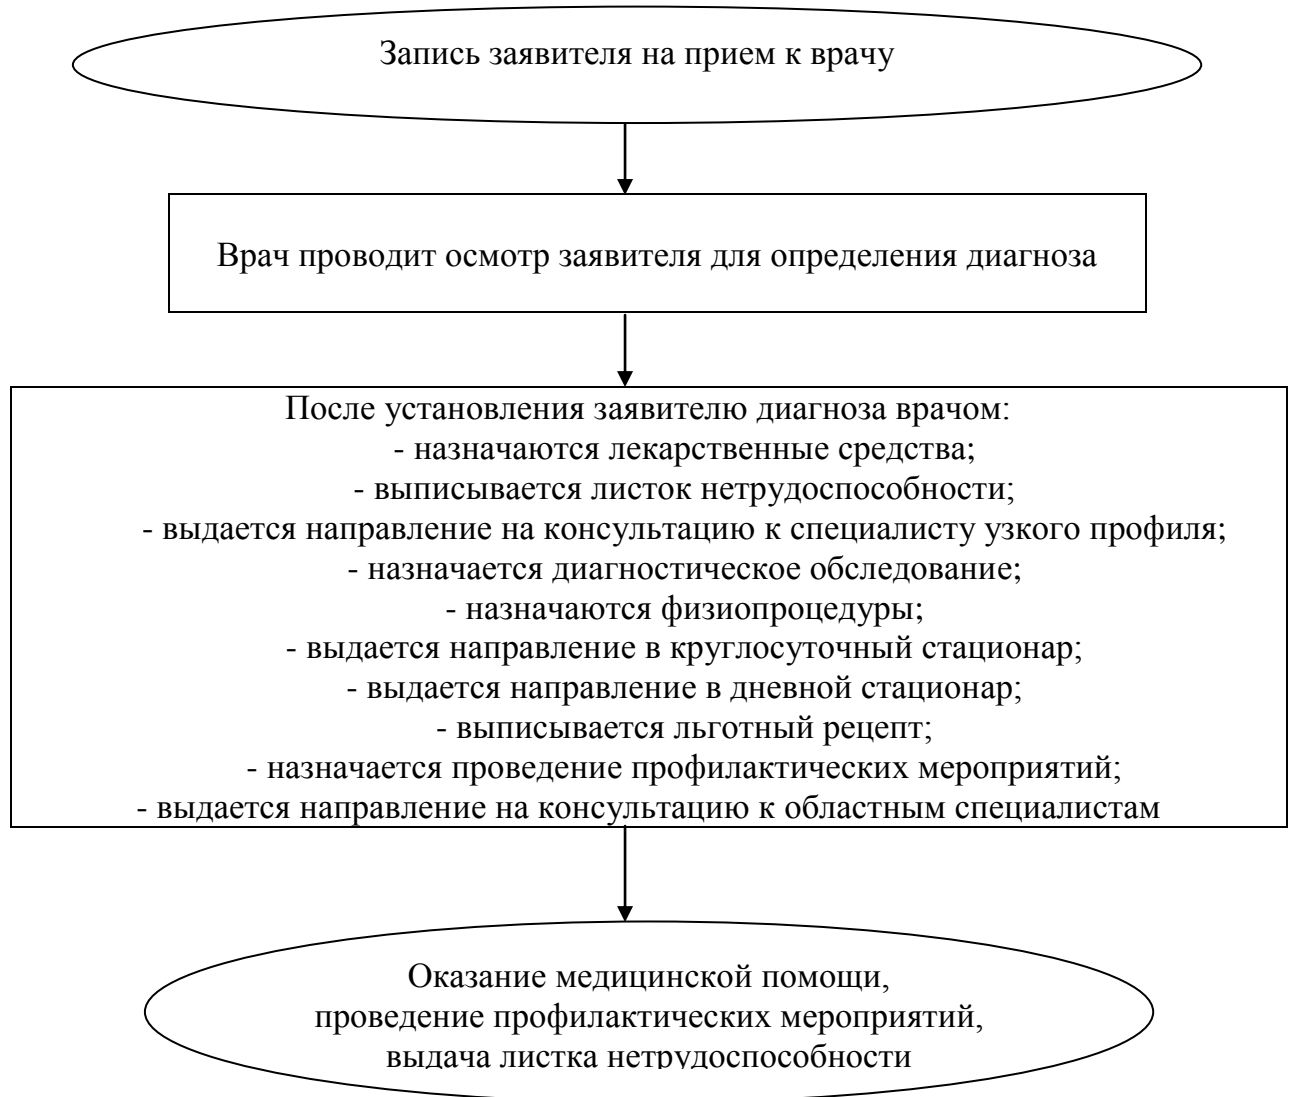 Запись заявителя на прием к врачу
Врач проводит осмотр заявителя для определения диагноза
После установления заявителю диагноза врачом:
- назначаются лекарственные средства;
- выписывается листок нетрудоспособности;
- выдается направление на консультацию к специалисту узкого профиля;
- назначается диагностическое обследование;
- назначаются физиопроцедуры;
- выдается направление в круглосуточный стационар;
- выдается направление в дневной стационар;
- выписывается льготный рецепт;
- назначается проведение профилактических мероприятий;
- выдается направление на консультацию к областным специалистам
Оказание медицинской помощи,
проведение профилактических мероприятий,
выдача листка нетрудоспособности